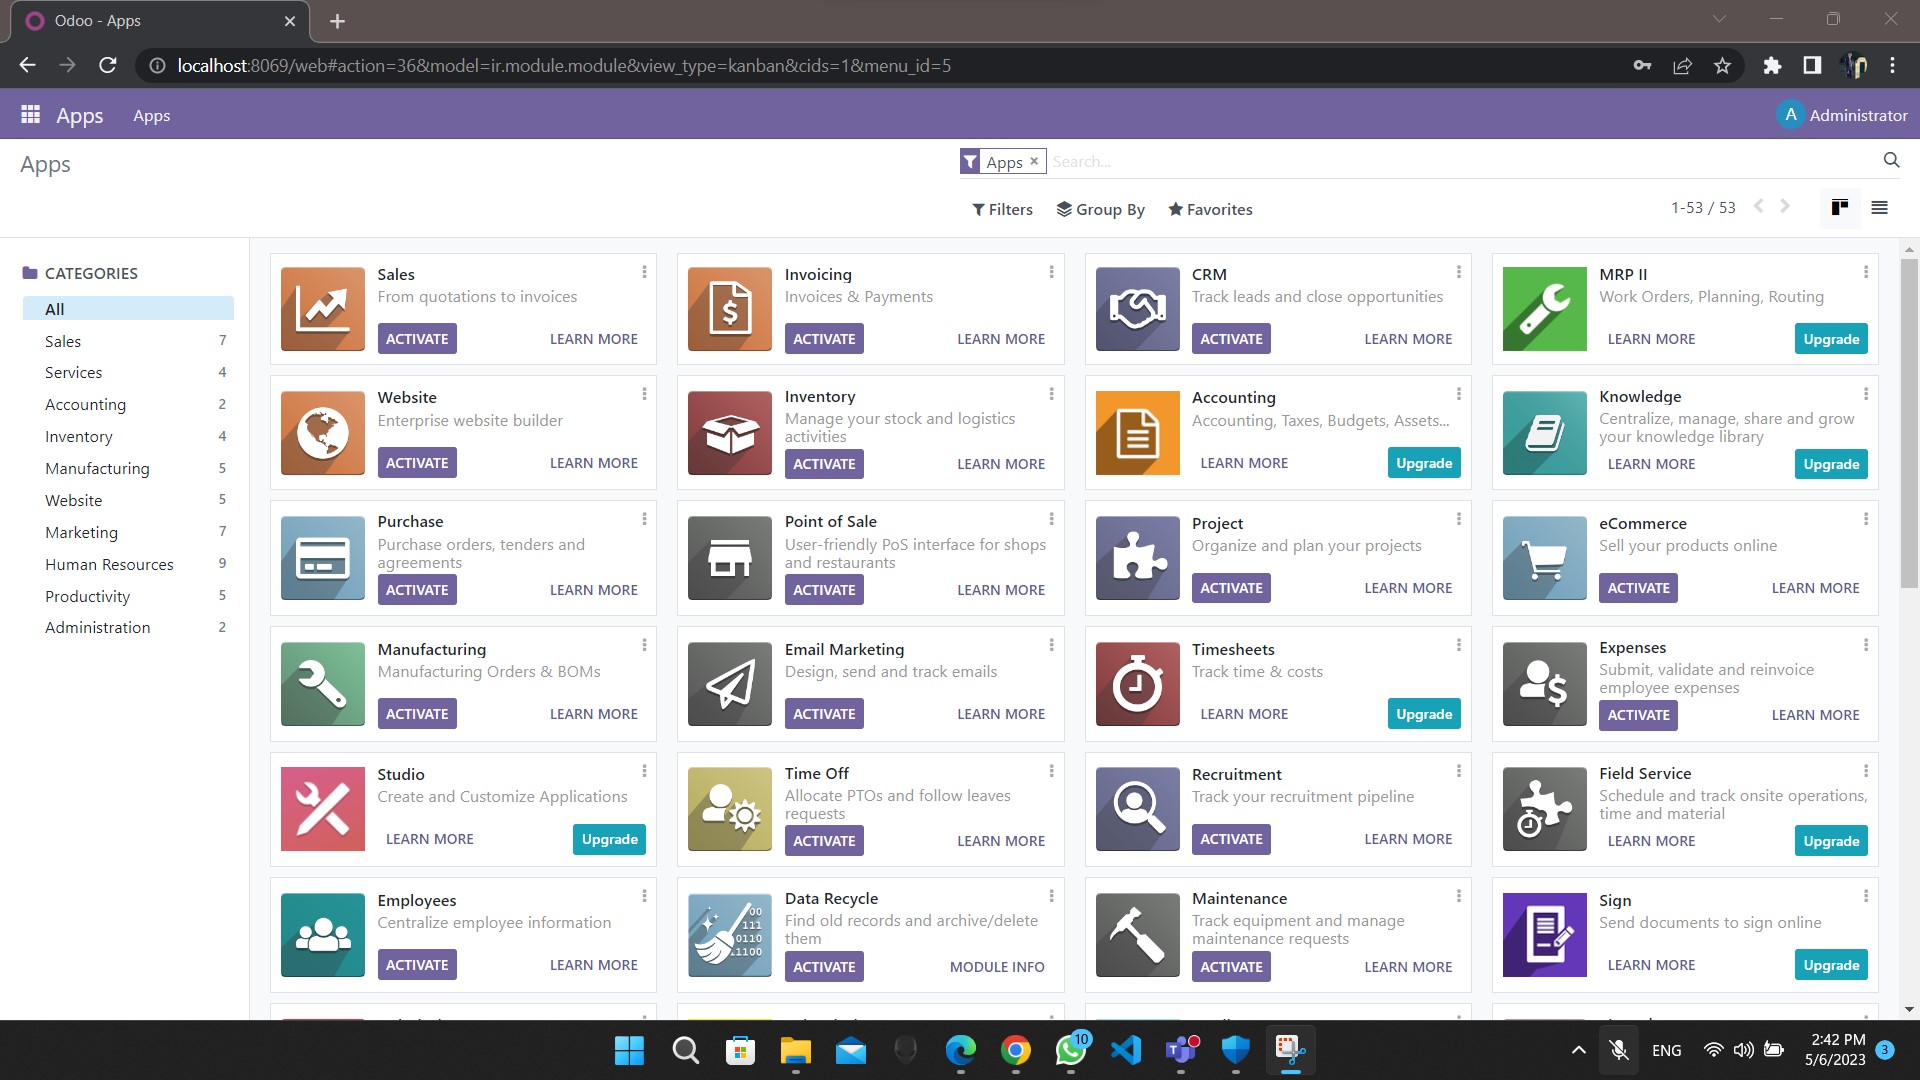 Odoo - Apps
localhost:8069/web#action=36&model=ir.module.module&view_type=kanban&cids=1&menu_id=5
Apps
Apps
A
Administrator
Apps
Apps ×
Search...
Filters
Group By
Favorites
1-53 / 53
CATEGORIES
All
Sales 7
Services 4
Accounting 2
Inventory 4
Manufacturing 5
Website 5
Marketing 7
Human Resources 9
Productivity 5
Administration 2
Sales
From quotations to invoices
ACTIVATE
LEARN MORE
Invoicing
Invoices & Payments
ACTIVATE
LEARN MORE
CRM
Track leads and close opportunities
ACTIVATE
LEARN MORE
MRP II
Work Orders, Planning, Routing
LEARN MORE
Upgrade
Website
Enterprise website builder
ACTIVATE
LEARN MORE
Inventory
Manage your stock and logistics
activities
ACTIVATE
LEARN MORE
Accounting
Accounting, Taxes, Budgets, Assets...
LEARN MORE
Upgrade
Knowledge
Centralize, manage, share and grow
your knowledge library
LEARN MORE
Upgrade
Purchase
Purchase orders, tenders and
agreements
ACTIVATE
LEARN MORE
Point of Sale
User-friendly PoS interface for shops
and restaurants
ACTIVATE
LEARN MORE
Project
Organize and plan your projects
ACTIVATE
LEARN MORE
eCommerce
Sell your products online
ACTIVATE
LEARN MORE
Manufacturing
Manufacturing Orders & BOMs
ACTIVATE
LEARN MORE
Email Marketing
Design, send and track emails
ACTIVATE
LEARN MORE
Timesheets
Track time & costs
LEARN MORE
Upgrade
Expenses
Submit, validate and reinvoice
employee expenses
ACTIVATE
LEARN MORE
Studio
Create and Customize Applications
LEARN MORE
Upgrade
Time Off
Allocate PTOs and follow leaves
requests
ACTIVATE
LEARN MORE
Recruitment
Track your recruitment pipeline
ACTIVATE
LEARN MORE
Field Service
Schedule and track onsite operations,
time and material
LEARN MORE
Upgrade
Employees
Centralize employee information
ACTIVATE
LEARN MORE
00
111
0110
11100
Data Recycle
Find old records and archive/delete
them
ACTIVATE
MODULE INFO
Maintenance
Track equipment and manage
maintenance requests
ACTIVATE
LEARN MORE
Sign
Send documents to sign online
LEARN MORE
Upgrade
10
ENG
2:42 PM
5/6/2023
3